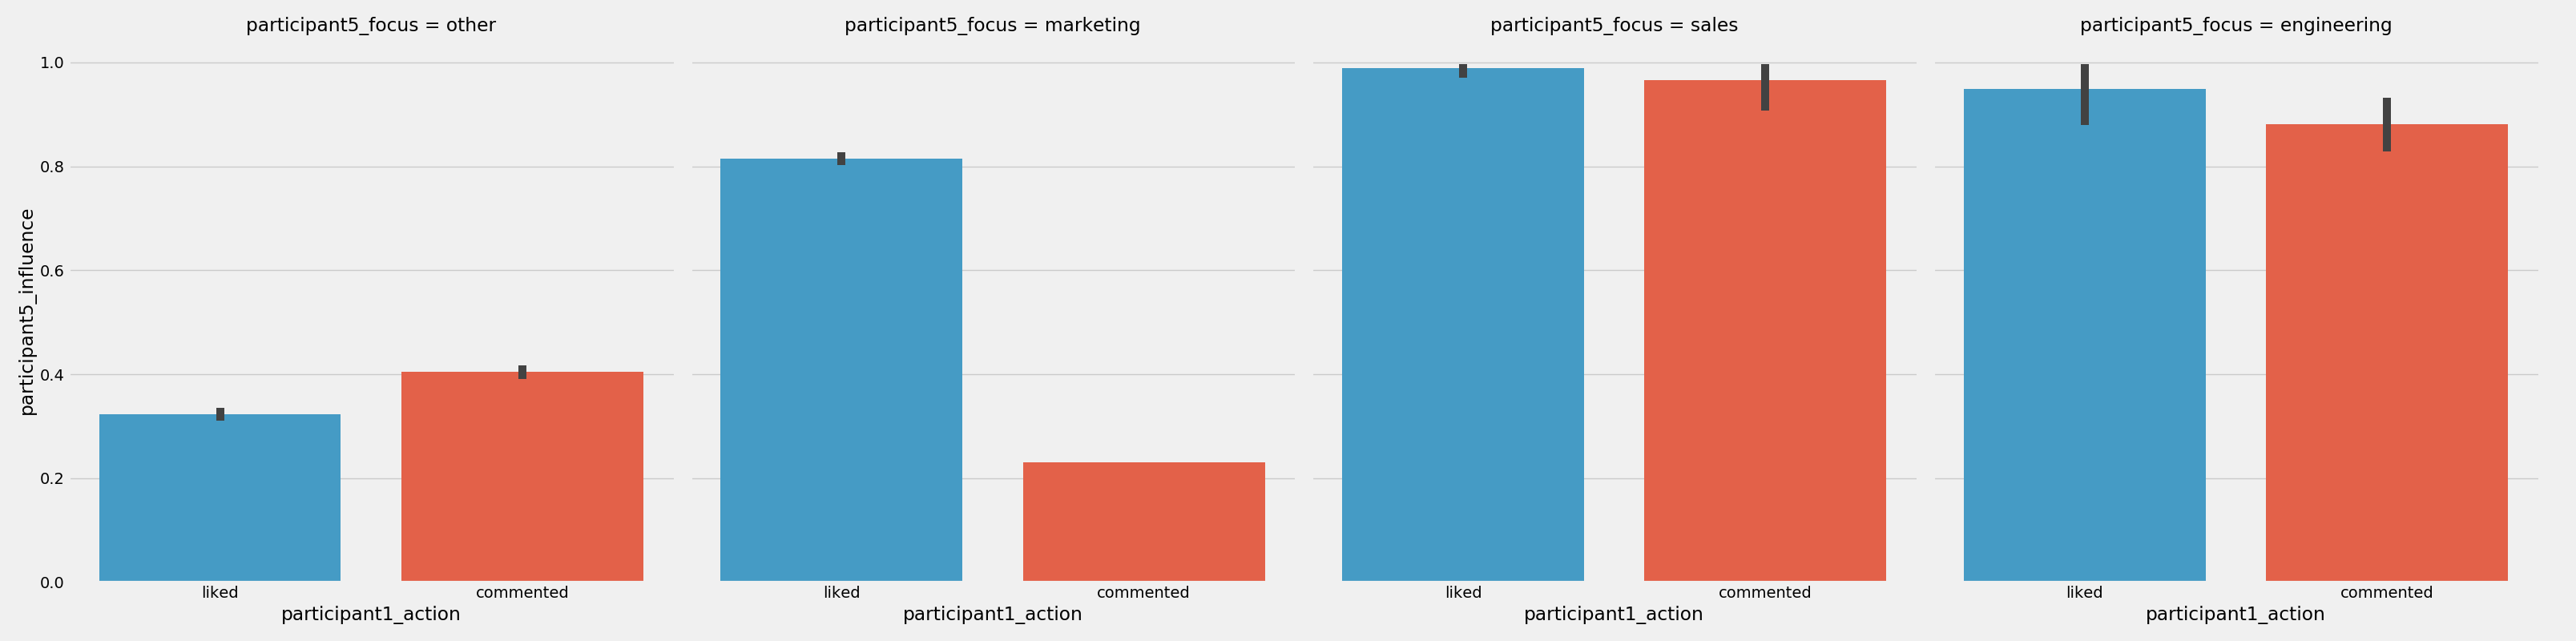 participant5_focus = other
participant5_focus = marketing
participant5_focus = sales
participant5_focus = engineering
participant5_influence
1.0
0.8
0.6
0.4
0.2
0.0
liked
commented
liked
commented
liked
commented
liked
commented
participant1_action
participant1_action
participant1_action
participant1_action